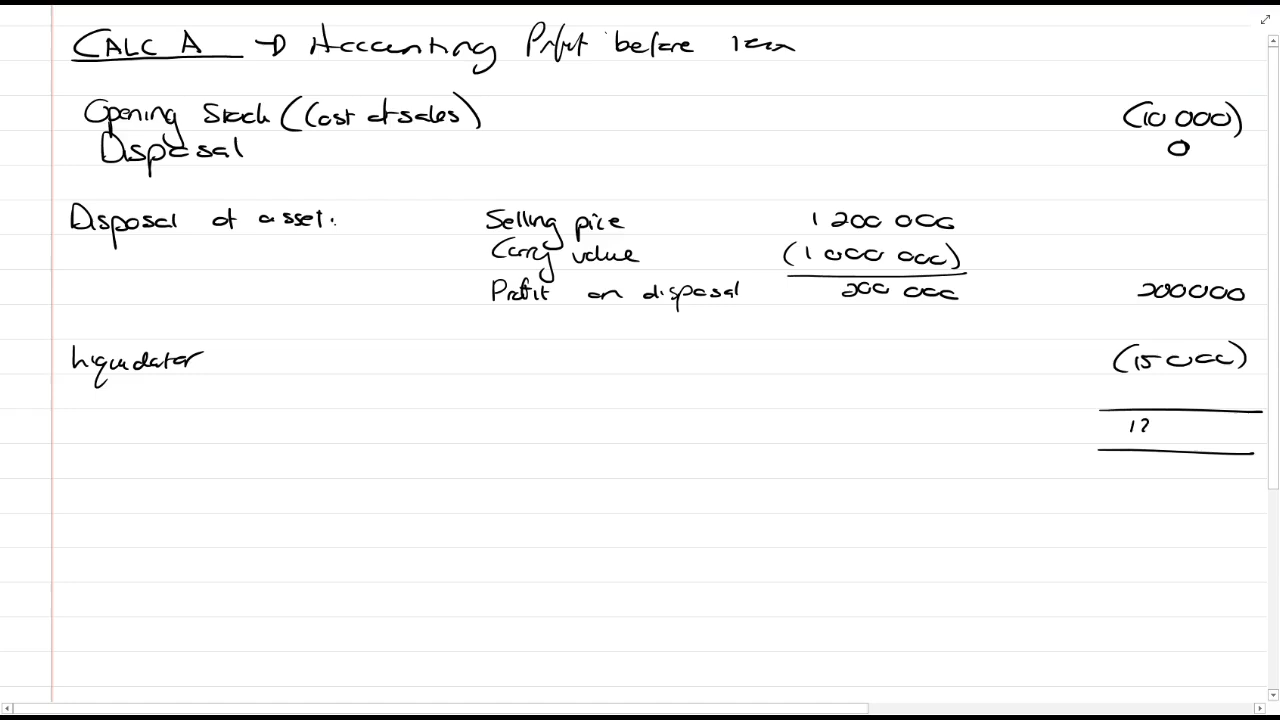 CALC A → Accounting Profit before
Opening Stock (Cost of sales) (10 000)
Disposal 0
Disposal of asset: Selling price 1 200 000
Carry value (1 000 000)
Profit on disposal 200 000 200000
Liquidator (15 000)